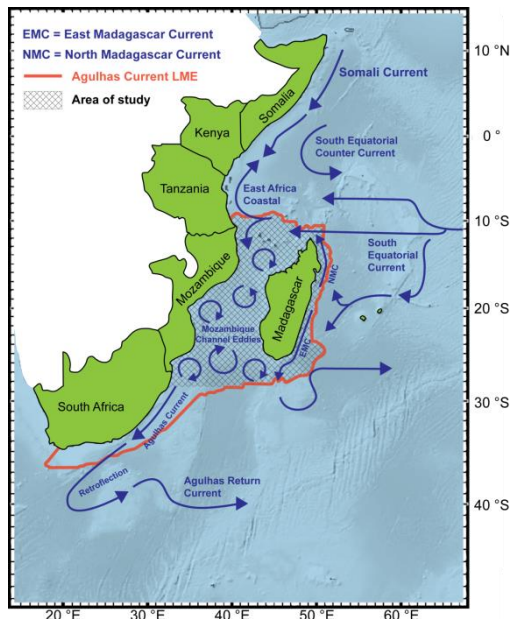 EMC = East Madagascar Current
NMC = North Madagascar Current
Agulhas Current LME
Area of study
10 °N
Somali Current
Somalia
Kenya
0 °
South Equatorial
Counter Current
Tanzania
East Africa
Coastal
10 °S
South
Equatorial
Current
Mozambique
NMC
Madagascar
20 °S
Mozambique
Channel Eddies
EMC
South Africa
Agulhas Current
30 °S
Retroflection
Agulhas Return
Current
40 °S
20 °E
30 °E
40 °E
50 °E
60 °E